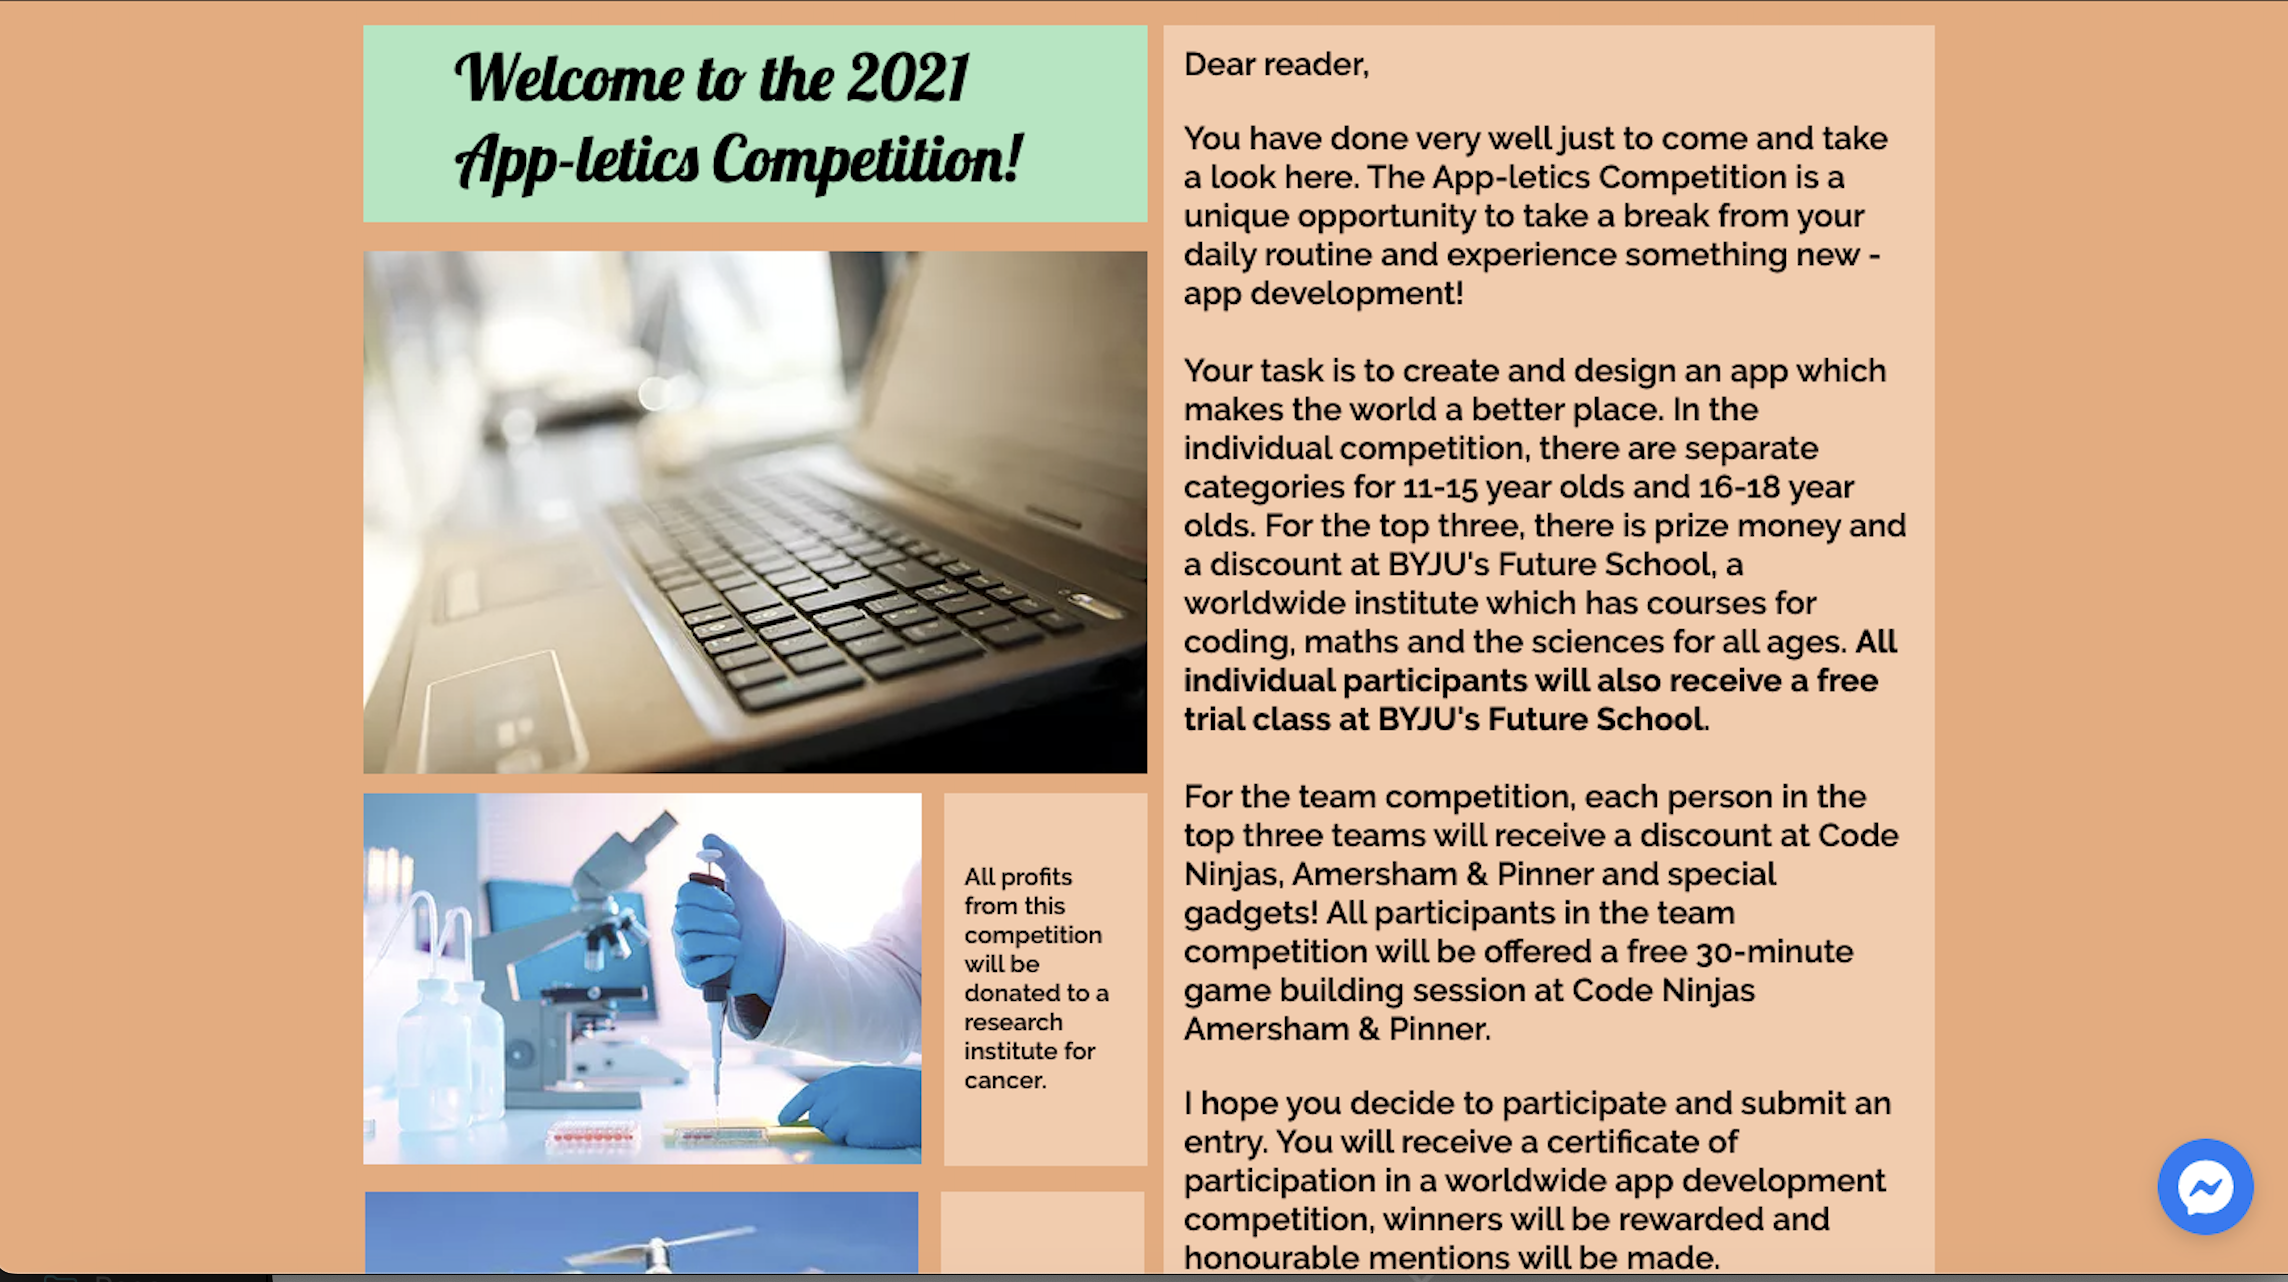 Welcome to the 2021
App-letics Competition!
All profits
from this
competition
will be
donated to a
research
institute for
cancer.
Dear reader,
You have done very well just to come and take
a look here. The App-letics Competition is a
unique opportunity to take a break from your
daily routine and experience something new -
app development!
Your task is to create and design an app which
makes the world a better place. In the
individual competition, there are separate
categories for 11-15 year olds and 16-18 year
olds. For the top three, there is prize money and
a discount at BYJU's Future School, a
worldwide institute which has courses for
coding, maths and the sciences for all ages. All
individual participants will also receive a free
trial class at BYJU's Future School.
For the team competition, each person in the
top three teams will receive a discount at Code
Ninjas, Amersham & Pinner and special
gadgets! All participants in the team
competition will be offered a free 30-minute
game building session at Code Ninjas
Amersham & Pinner.
I hope you decide to participate and submit an
entry. You will receive a certificate of
participation in a worldwide app development
competition, winners will be rewarded and
honourable mentions will be made.